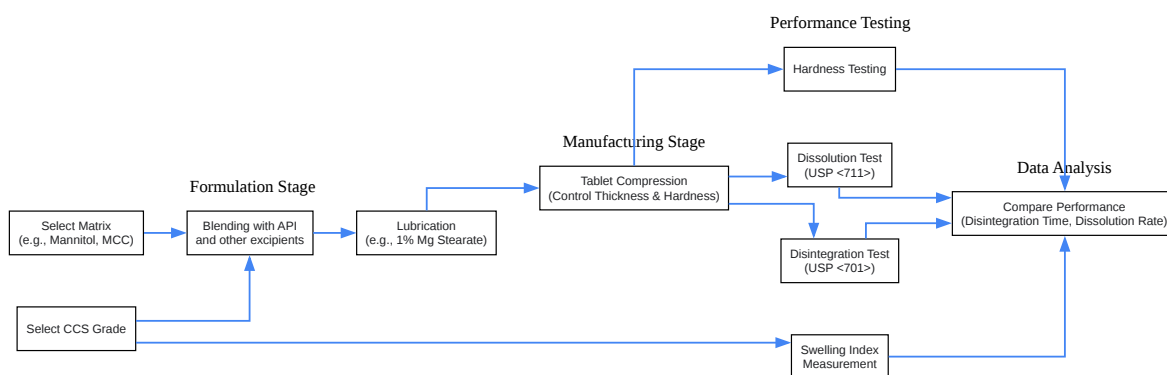 Performance Testing
Hardness Testing
Manufacturing Stage
Tablet Compression
(Control Thickness & Hardness)
Dissolution Test
(USP <711>)
Data Analysis
Compare Performance
(Disintegration Time, Dissolution Rate)
Formulation Stage
Select Matrix
(e.g., Mannitol, MCC)
Blending with API
and other excipients
Lubrication
(e.g., 1% Mg Stearate)
Disintegration Test
(USP <701>)
Select CCS Grade
Swelling Index
Measurement